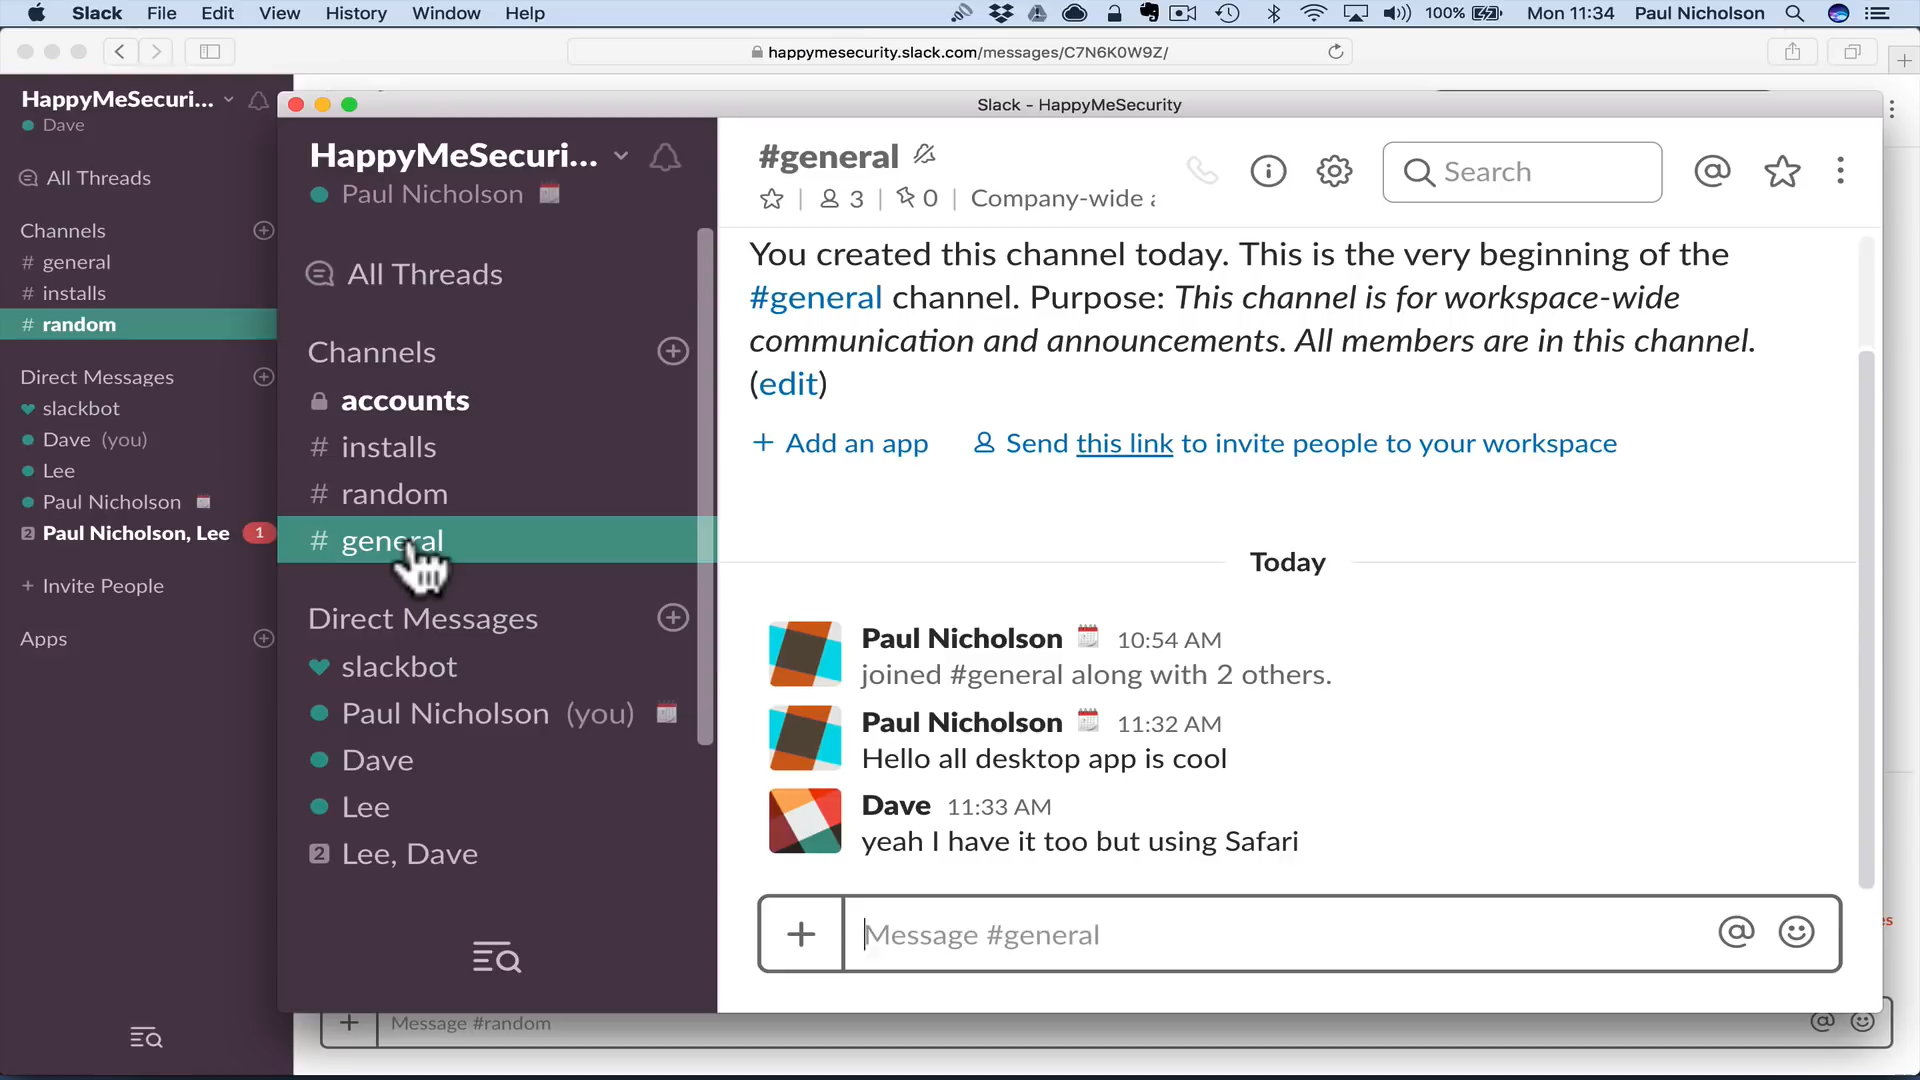 Slack File Edit View History Window Help 100% Mon 11:34 Paul Nicholson
happymesecurity.slack.com/messages/C7N6K0W9Z/
HappyMeSecuri...
Dave
All Threads
Channels
# general
# installs
# random
Direct Messages
slackbot
Dave (you)
Lee
Paul Nicholson
2 Paul Nicholson, Lee 1
+ Invite People
Apps
Slack - HappyMeSecurity
HappyMeSecuri...
Paul Nicholson
All Threads
Channels
accounts
# installs
# random
# general
Direct Messages
slackbot
Paul Nicholson (you)
Dave
Lee
2 Lee, Dave
#general
3 | 0 | Company-wide
Search
You created this channel today. This is the very beginning of the
#general channel. Purpose: This channel is for workspace-wide
communication and announcements. All members are in this channel.
(edit)
+ Add an app Send this link to invite people to your workspace
Today
Paul Nicholson 10:54 AM
joined #general along with 2 others.
Paul Nicholson 11:32 AM
Hello all desktop app is cool
Dave 11:33 AM
yeah I have it too but using Safari
+ Message #general @
+ Message #random @